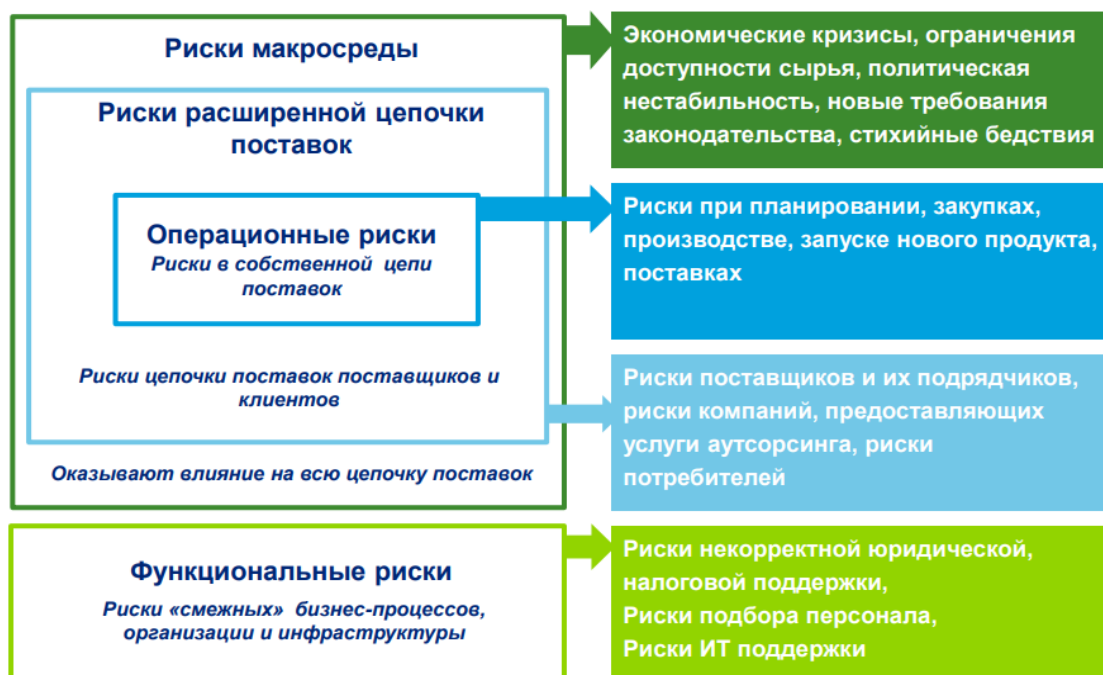 Риски макросреды
Риски расширенной цепочки
поставок
Операционные риски
Риски в собственной цепи
поставок
Риски цепочки поставок поставщиков и
клиентов
Оказывают влияние на всю цепочку поставок
Функциональные риски
Риски «смежных» бизнес-процессов,
организации и инфраструктуры
Экономические кризисы, ограничения
доступности сырья, политическая
нестабильность, новые требования
законодательства, стихийные бедствия
Риски при планировании, закупках,
производстве, запуске нового продукта,
поставках
Риски поставщиков и их подрядчиков,
риски компаний, предоставляющих
услуги аутсорсинга, риски
потребителей
Риски некорректной юридической,
налоговой поддержки,
Риски подбора персонала,
Риски ИТ поддержки